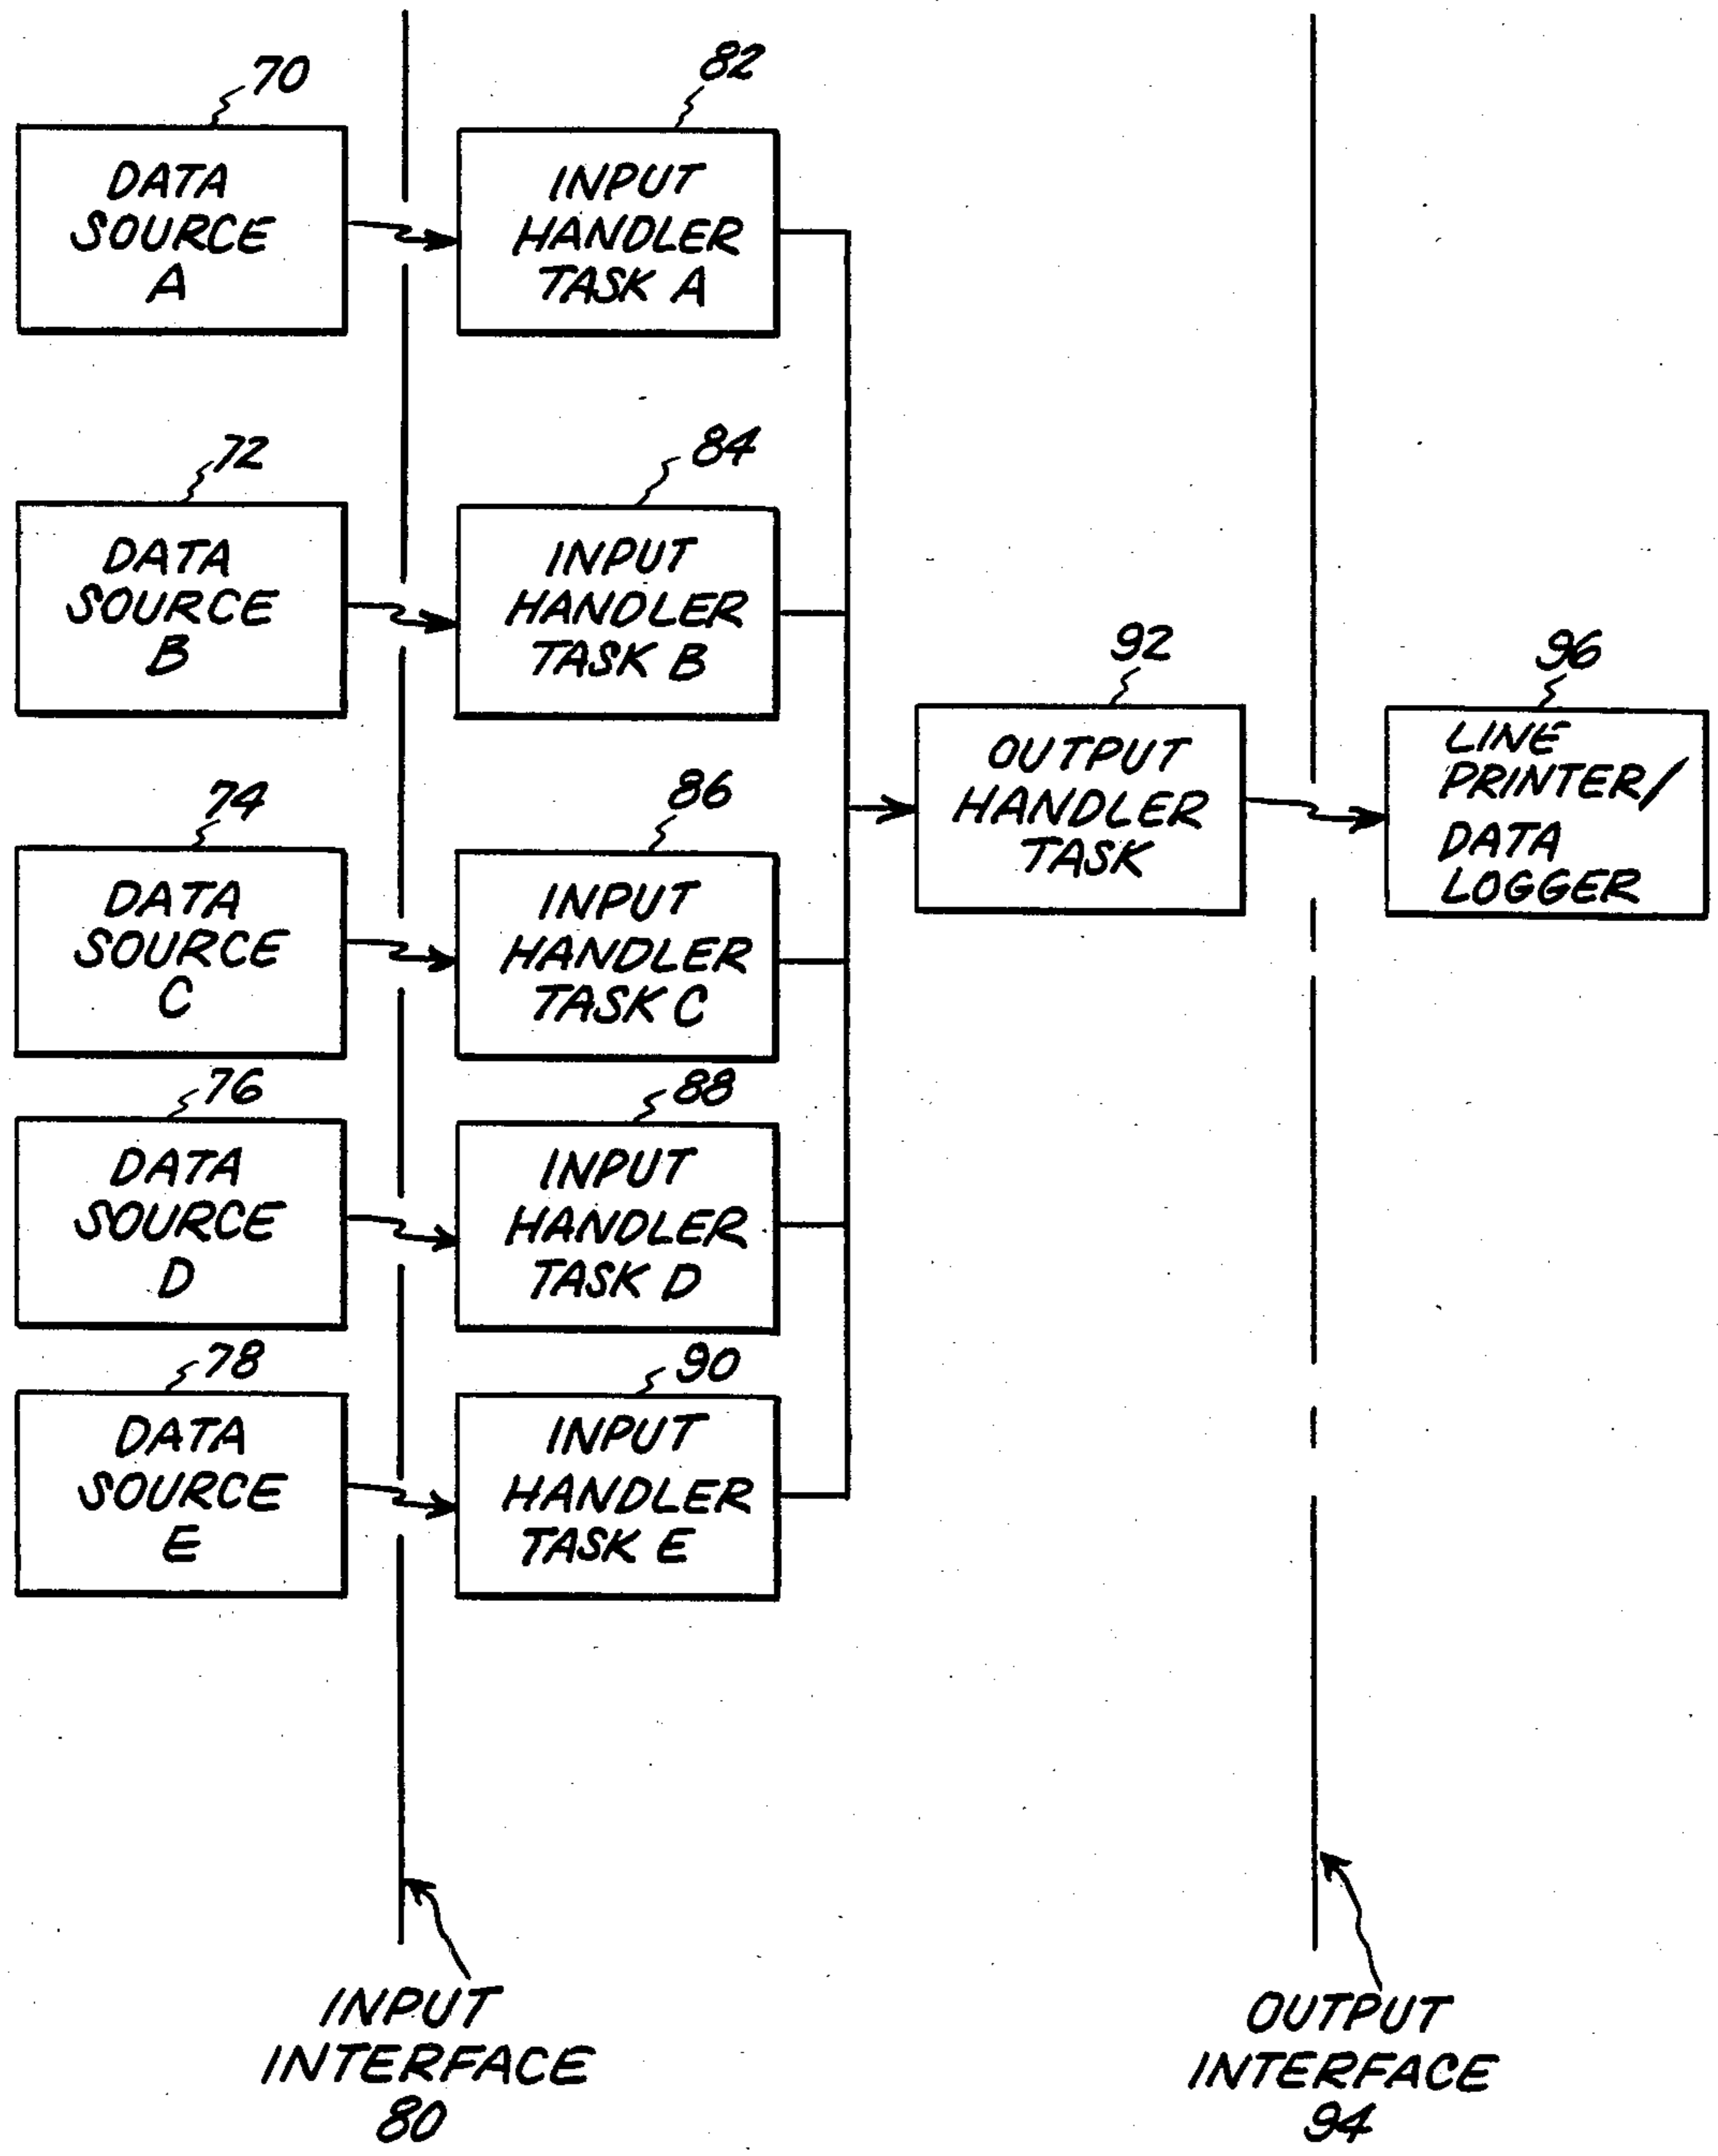 70
DATA
SOURCE
A
82
INPUT
HANDLER
TASK A
72
DATA
SOURCE
B
84
INPUT
HANDLER
TASK B
74
DATA
SOURCE
C
86
INPUT
HANDLER
TASK C
76
DATA
SOURCE
D
88
INPUT
HANDLER
TASK D
78
DATA
SOURCE
E
90
INPUT
HANDLER
TASK E
92
OUTPUT
HANDLER
TASK
96
LINE
PRINTER/
DATA
LOGGER
INPUT
INTERFACE
80
OUTPUT
INTERFACE
94